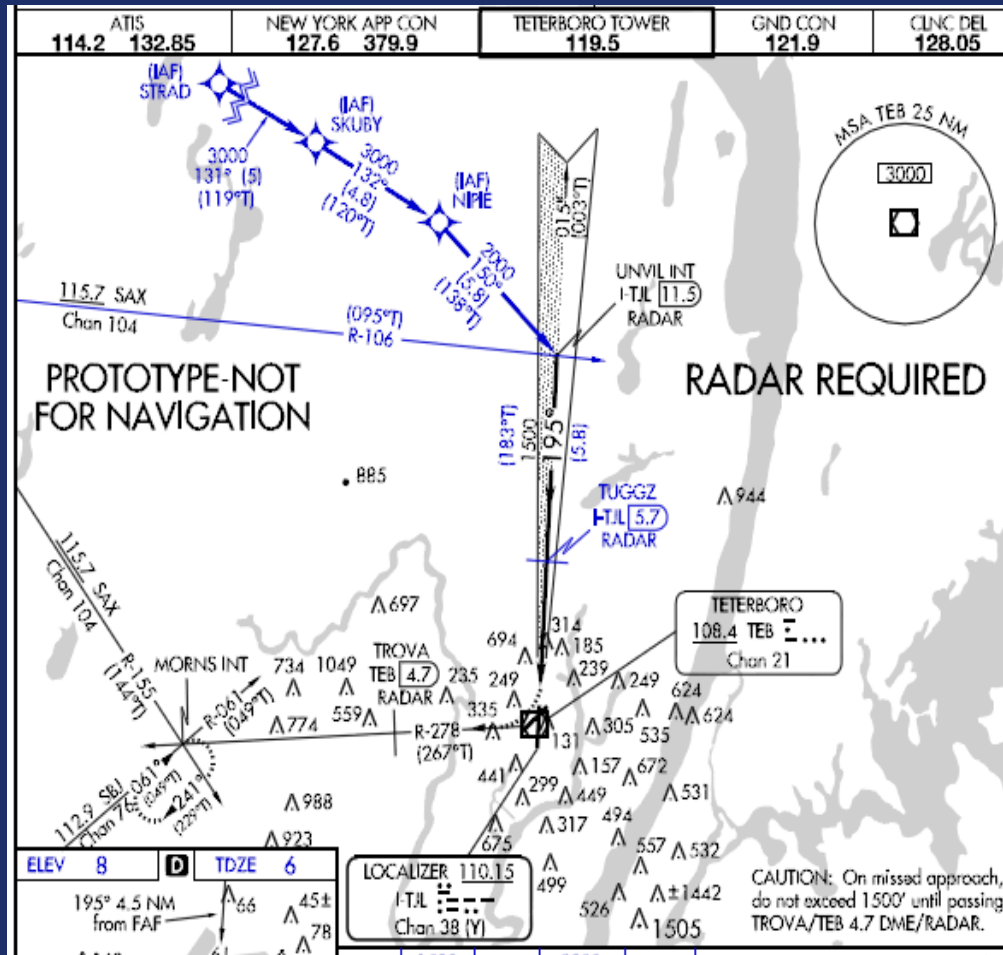 ATIS
114.2 132.85
NEW YORK APP CON
127.6 379.9
TETERBORO TOWER
119.5
GND CON
121.9
CLNC DEL
128.05
(IAF)
STRAD
3000
131° (5)
(119°T)
(IAF)
SKUBY
3000
132°
(4.8)
(120°T)
(IAF)
NIPIE
2000
150°
(5.8)
(138°T)
015°
(003°T)
MSA TEB 25 NM
3000
UNVIL INT
I-TJL 11.5
RADAR
115.7 SAX
Chan 104
(095°T)
R-106
PROTOTYPE-NOT
FOR NAVIGATION
RADAR REQUIRED
(183°T)
1500
195°
(5.8)
885
944
TUGGZ
I-TJL 5.7
RADAR
115.7 SAX
Chan 104
R-155
(144°T)
697
TETERBORO
108.4 TEB
Chan 21
MORNS INT
TROVA
TEB 4.7
RADAR
R-061
(049°T)
734
1049
774
559
235
694
314
185
249
239
249
624
624
335
305
535
131
R-278
(267°T)
112.9 SBJ
Chan 76
061°
(049°T)
241°
(229°T)
988
923
441
157
672
299
449
531
494
675
317
557
532
499
526
±1442
1505
LOCALIZER 110.15
I-TJL
Chan 38 (Y)
CAUTION: On missed approach,
do not exceed 1500' until passing
TROVA/TEB 4.7 DME/RADAR.
ELEV 8
D
TDZE 6
195° 4.5 NM
from FAF
66
45±
78